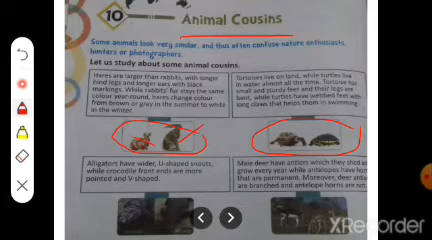 10
Animal Cousins
Some animals look very similar, and thus often confuse nature enthusiasts,
hunters or photographers.
Let us study about some animal cousins.
Hares are larger than rabbits, with longer
hind legs and longer ears with black
markings. While rabbits' fur stays the same
colour year-round, hares change colour
from brown or grey in the summer to white
in the winter.
Tortoises live on land, while turtles live
in water almost all the time. Tortoise has
small and sturdy feet and their legs are
bent, while turtles have webbed feet with
long claws that helps them in swimming.
Alligators have wider, U-shaped snouts,
while crocodile front ends are more
pointed and V-shaped.
Male deer have antlers which they shed
grow every year while antelopes have
that are permanent. Moreover, deer
are branched and antelope horns are not
XRecorder